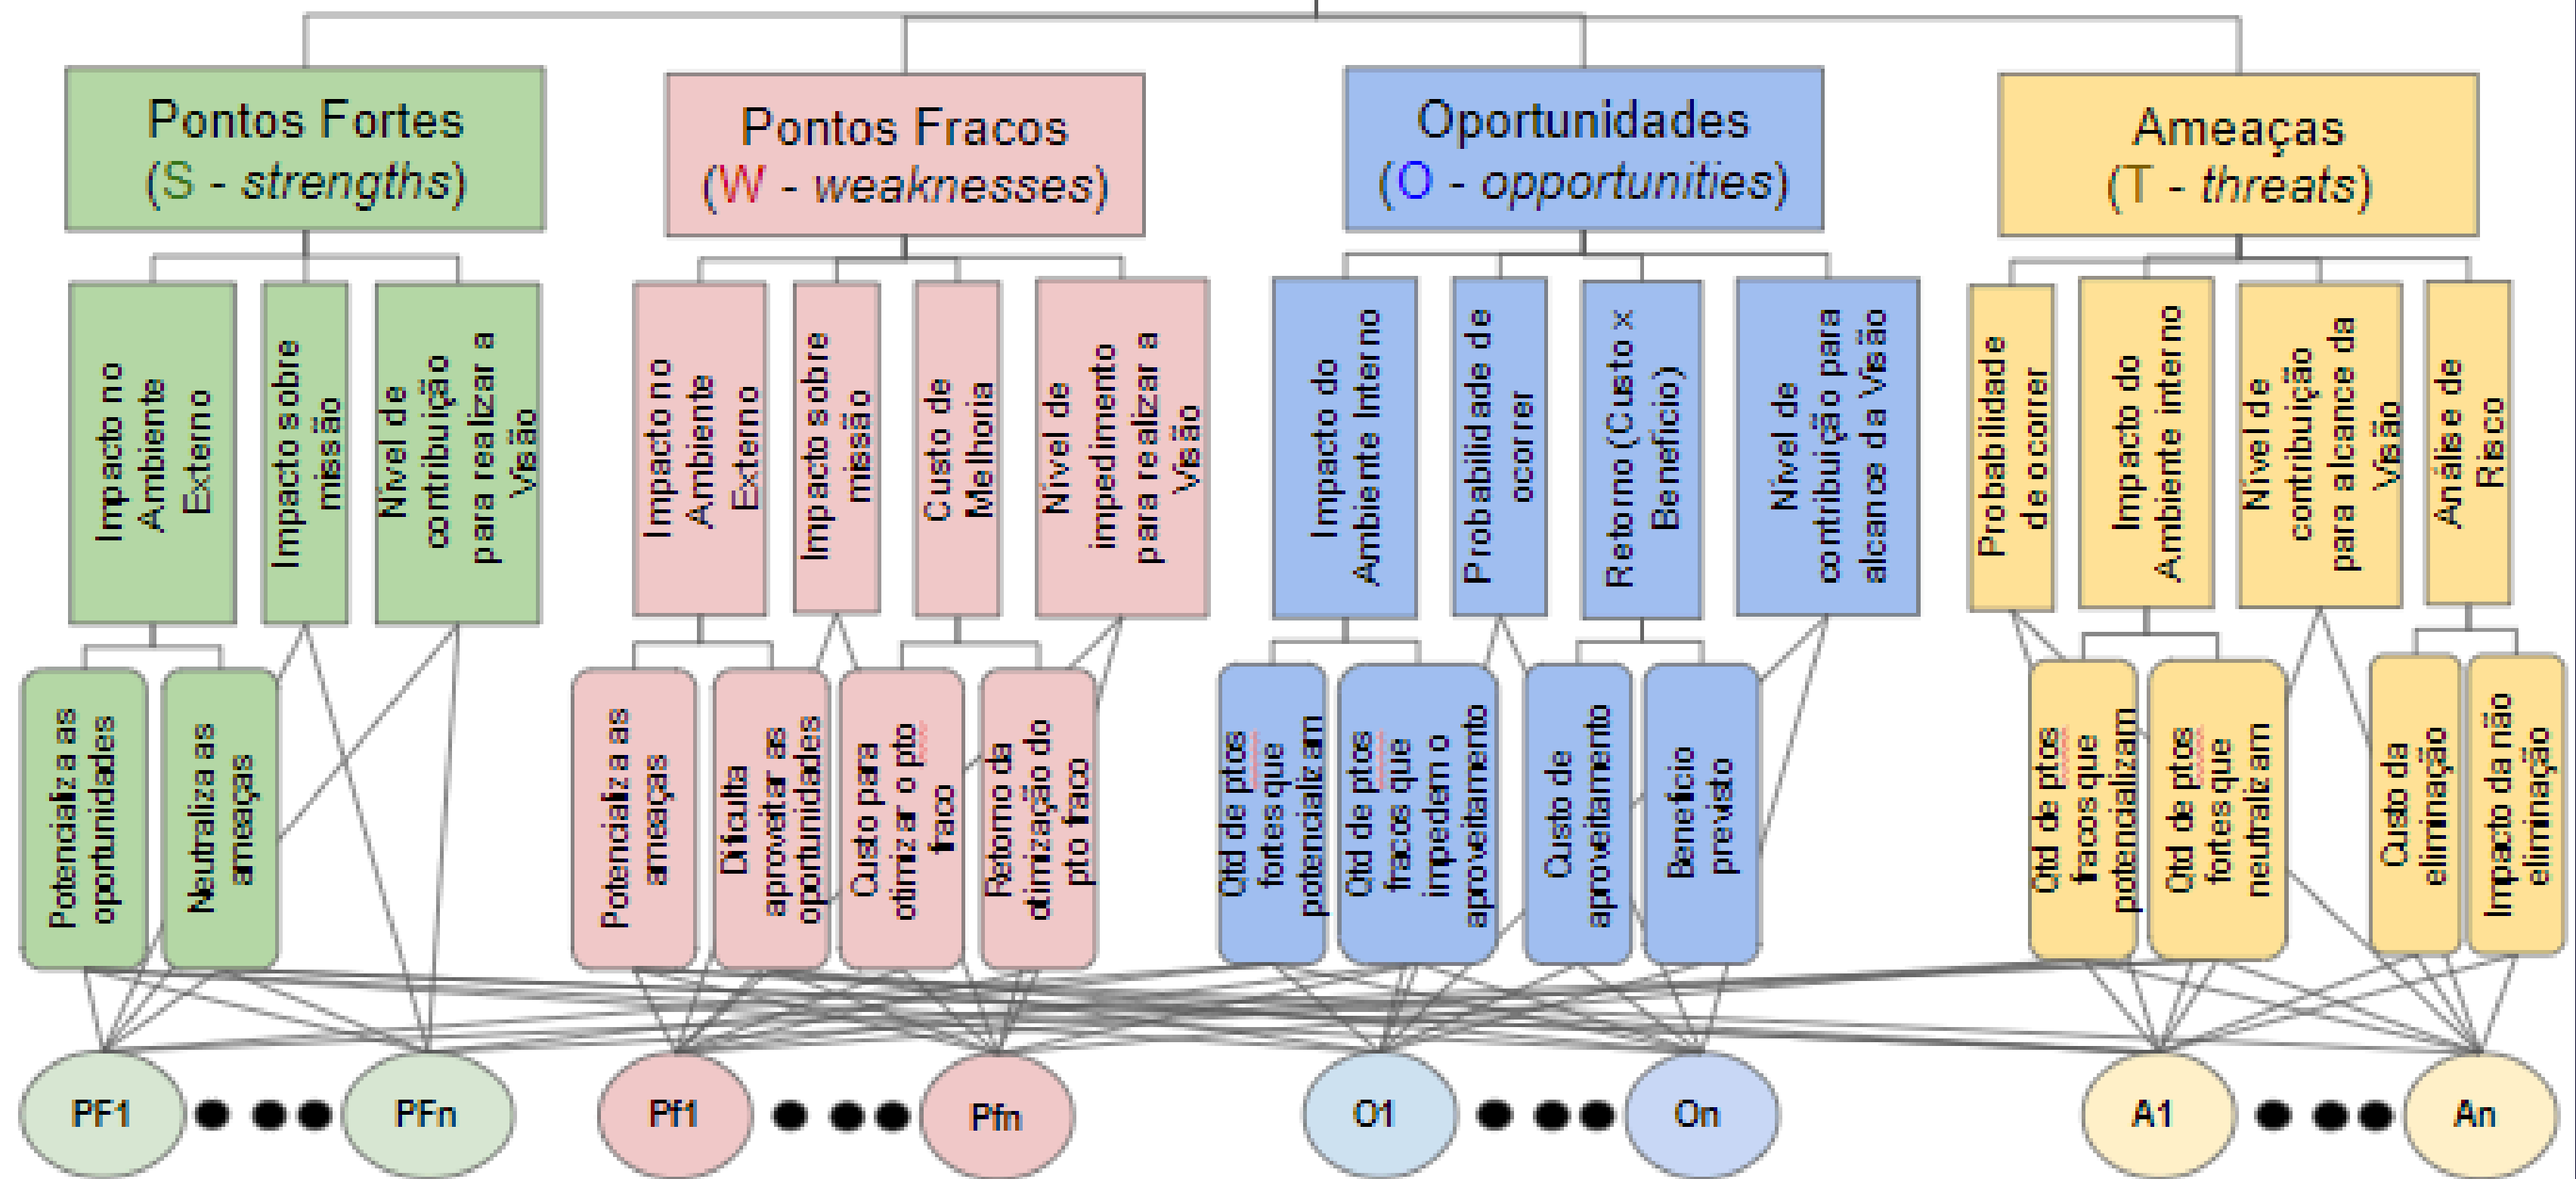 Pontos Fortes
(S - strengths)
Pontos Fracos
(W - weaknesses)
Oportunidades
(O - opportunities)
Ameaças
(T - threats)
Impacto no
Ambiente
Externo
Impacto sobre
missão
Nível de
contribuição
para realizar a
Visão
Impacto no
Ambiente
Externo
Impacto sobre
missão
Custo de
Melhoria
Nível de
impedimento
para realizar a
Visão
Impacto do
Ambiente Interno
Probabilidade de
ocorrer
Retorno (Custo x
Benefício)
Nível de
contribuição para
alcance da Visão
Probabilidade
de ocorrer
Impacto do
Ambiente interno
Nível de
contribuição
para alcance da
Visão
Análise de
Risco
Potencializa as
oportunidades
Neutraliza as
ameaças
Potencializa as
ameaças
Dificulta
aproveitar as
oportunidades
Custo para
otimizar o pto
fraco
Retorno da
otimização do
pto fraco
Qtd de ptos
fortes que
potencializam
Qtd de ptos
fracos que
impedem o
aproveitamento
Custo de
aproveitamento
Benefício
previsto
Qtd de ptos
fracos que
potencializam
Qtd de ptos
fortes que
neutralizam
Custo da
eliminação
Impacto da não
eliminação
PF1
PFn
Pf1
Pfn
O1
On
A1
An